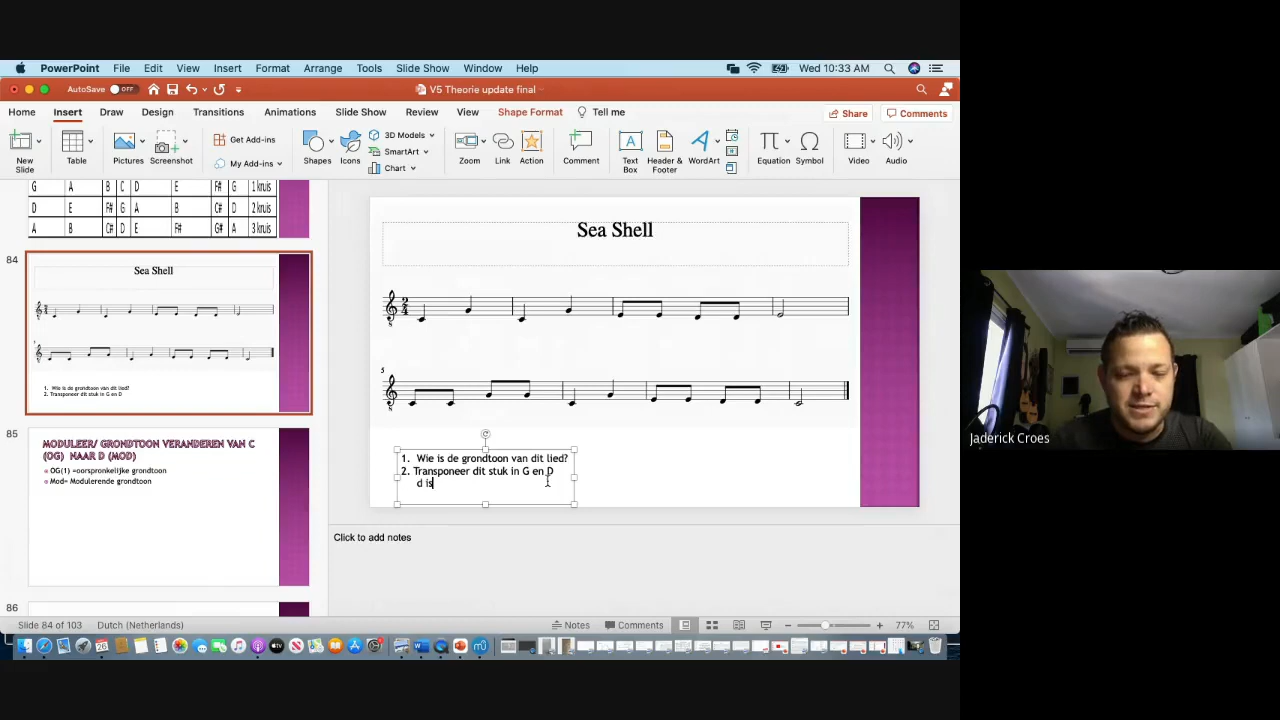 PowerPoint File Edit View Insert Format Arrange Tools Slide Show Window Help Wed 10:33 AM
AutoSave OFF V5 Theorie update final
Home Insert Draw Design Transitions Animations Slide Show Review View Shape Format Tell me Share Comments
New Slide Table Pictures Screenshot Get Add-ins My Add-ins Shapes Icons 3D Models SmartArt Chart Zoom Link Action Comment Text Box Header & Footer WordArt Equation Symbol Video Audio
G A B C D E F# G 1 kruis
D E F# G A B C# D 2 kruis
A B C# D E F# G# A 3 kruis
84
Sea Shell
1. Wie is de grondtoon van dit lied?
2. Transponeer dit stuk in G en D
85
MODULEER/ GRONDTOON VERANDEREN VAN C
(OG) NAAR D (MOD)
OG(1) =oorspronkelijke grondtoon
Mod= Modulerende grondtoon
86
Sea Shell
2
4
5
1. Wie is de grondtoon van dit lied?
2. Transponeer dit stuk in G en D
d is
Click to add notes
Jaderick Croes
Slide 84 of 103 Dutch (Netherlands) Notes Comments 77%